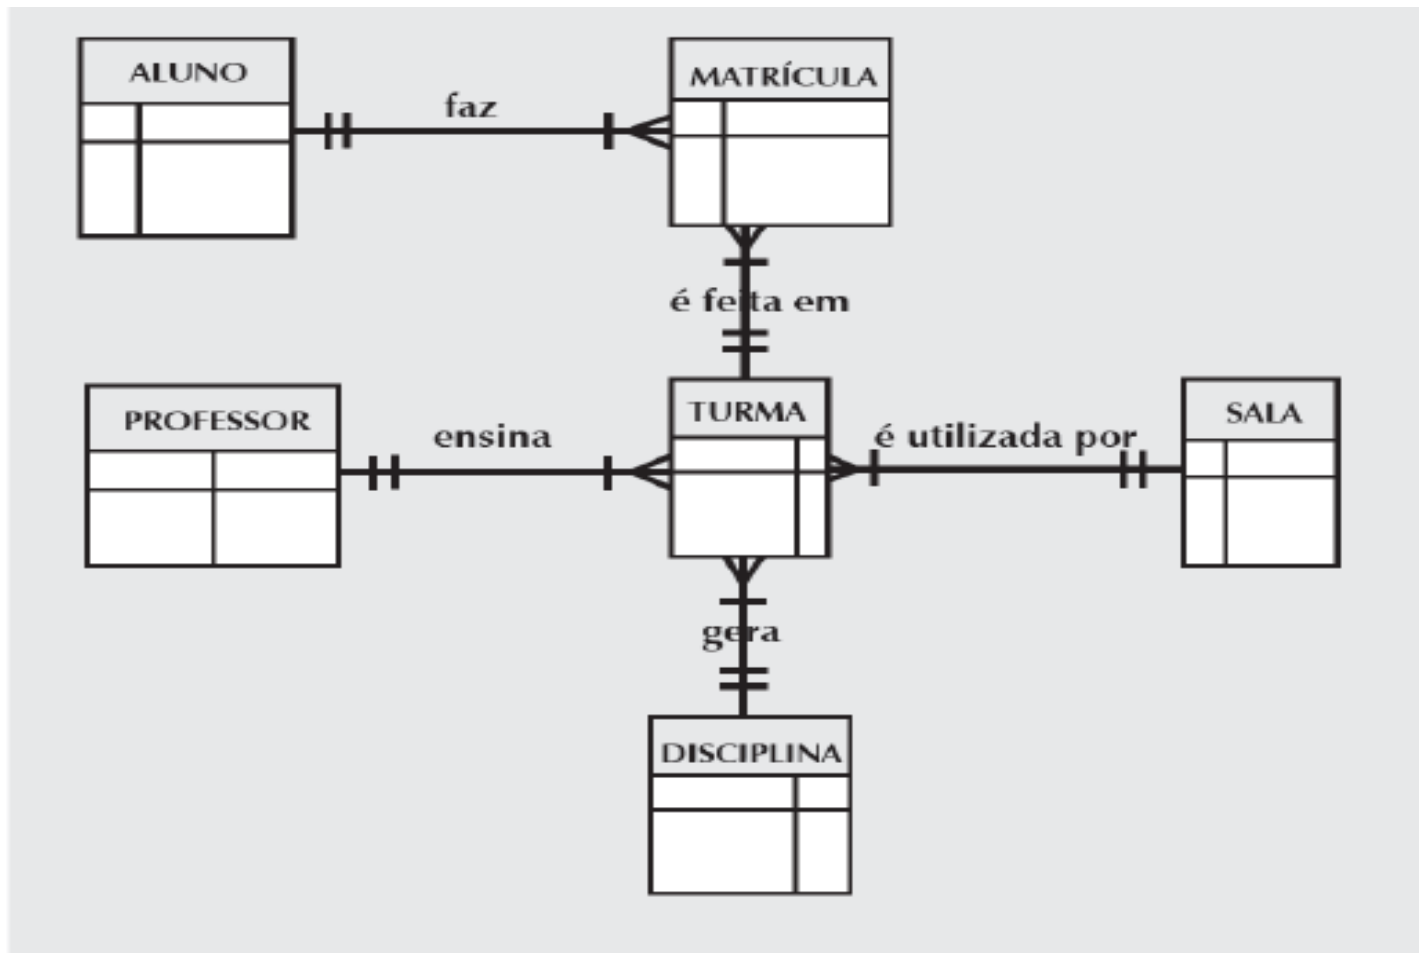 ALUNO
faz
MATRÍCULA
é feita em
PROFESSOR
ensina
TURMA
é utilizada por
SALA
gera
DISCIPLINA